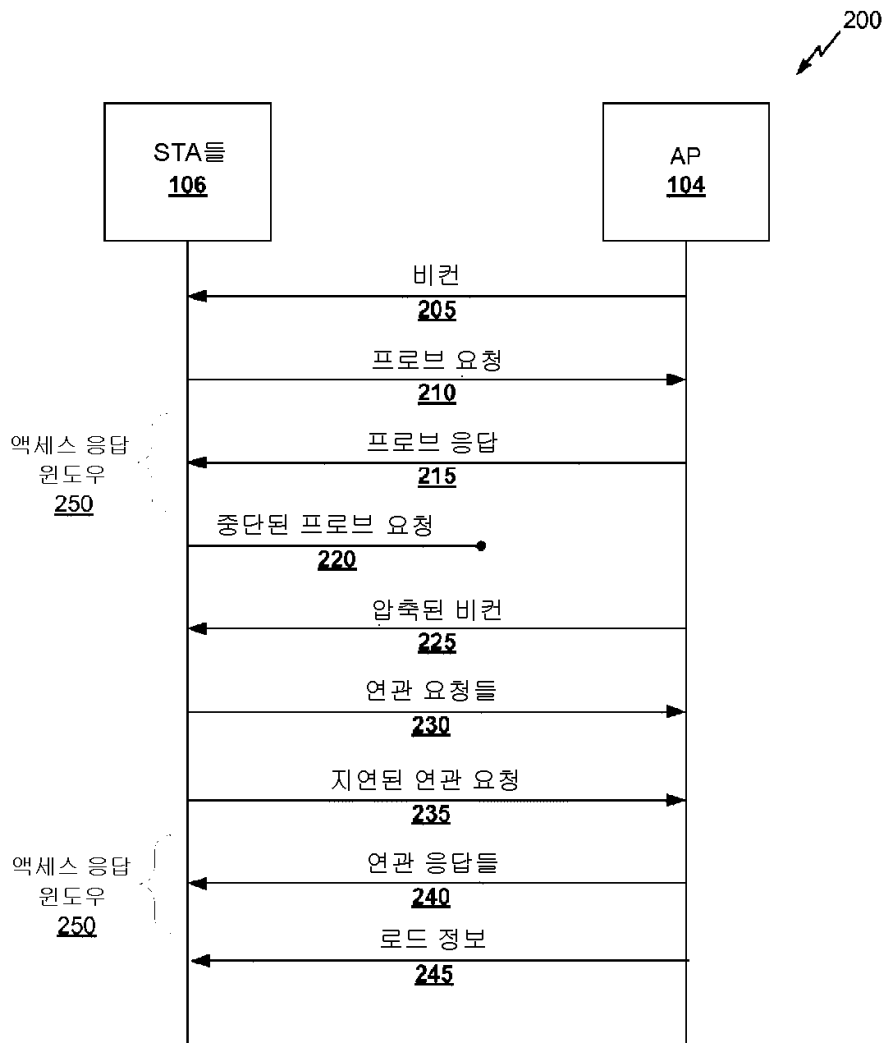 200
STA들
106
AP
104
비컨
205
프로브 요청
210
액세스 응답
윈도우
250
프로브 응답
215
중단된 프로브 요청
220
압축된 비컨
225
연관 요청들
230
지연된 연관 요청
235
액세스 응답
윈도우
250
연관 응답들
240
로드 정보
245